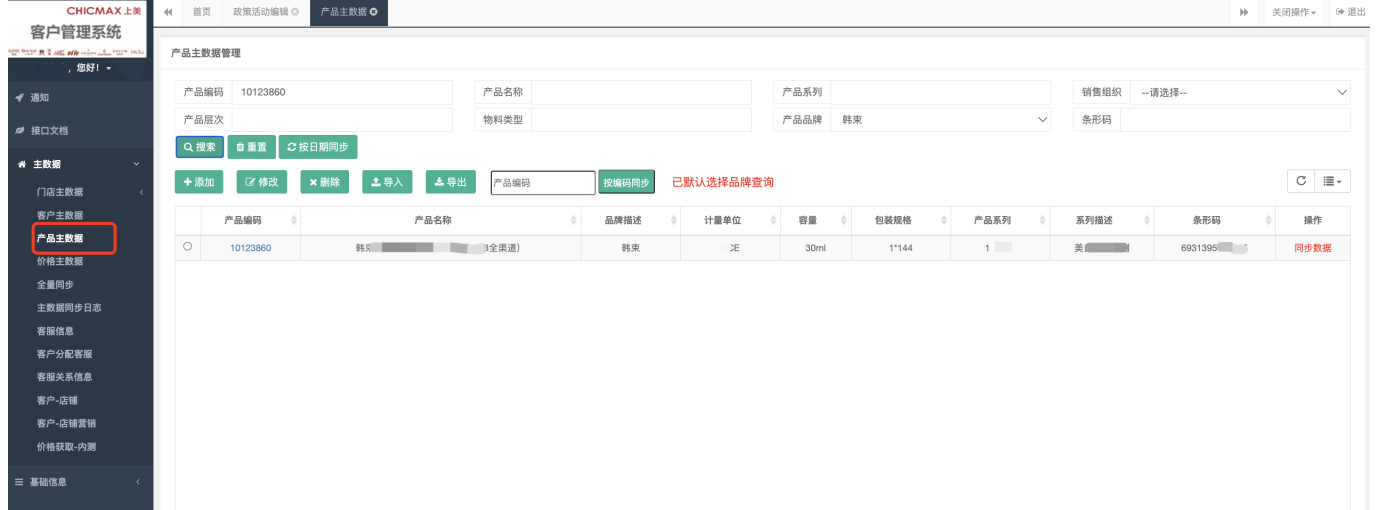 CHICMAX 上美
客户管理系统
，您好！
通知
接口文档
主数据
门店主数据
客户主数据
产品主数据
价格主数据
全量同步
主数据同步日志
客服信息
客户分配客服
客服关系信息
客户-店铺
客户-店铺营销
价格获取-内测
基础信息
首页 政策活动编辑 产品主数据 关闭操作 退出
产品主数据管理
产品编码 10123860 产品名称 产品系列 销售组织 --请选择--
产品层次 物料类型 产品品牌 韩束 条形码
搜索 重置 按日期同步
添加 修改 删除 导入 导出 产品编码 按编码同步 已默认选择品牌查询
产品编码 产品名称 品牌描述 计量单位 容量 包装规格 产品系列 系列描述 条形码 操作
10123860 韩 全渠道） 韩束 30ml 1*144 1 美 6931395 同步数据